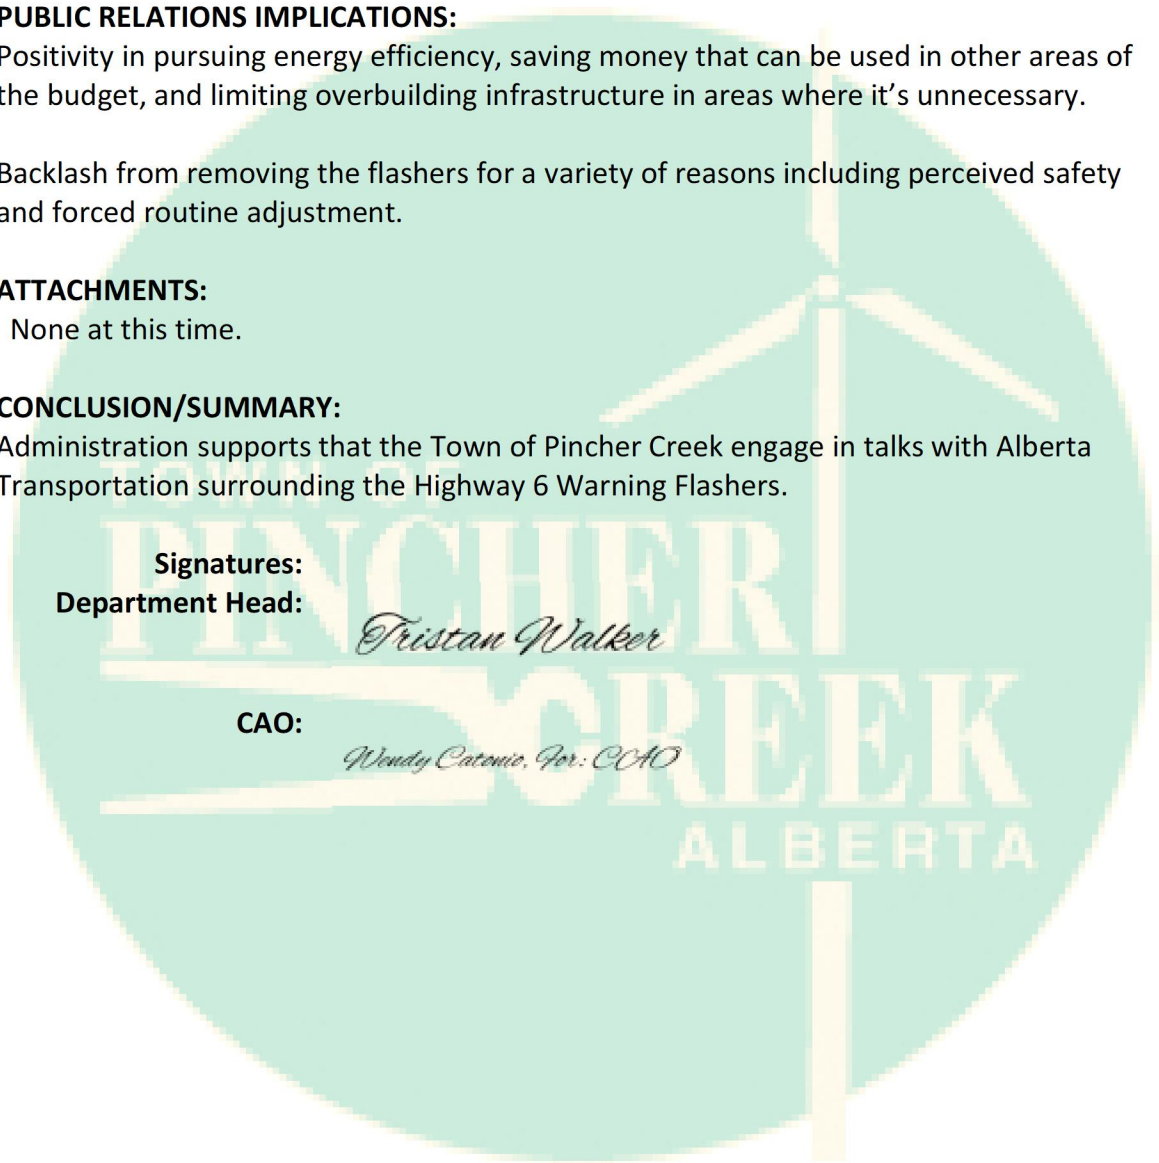 PUBLIC RELATIONS IMPLICATIONS:
Positivity in pursuing energy efficiency, saving money that can be used in other areas of
the budget, and limiting overbuilding infrastructure in areas where it's unnecessary.
Backlash from removing the flashers for a variety of reasons including perceived safety
and forced routine adjustment.
ATTACHMENTS:
None at this time.
CONCLUSION/SUMMARY:
Administration supports that the Town of Pincher Creek engage in talks with Alberta
Transportation surrounding the Highway 6 Warning Flashers.
TOWN OF
PINCHER
CREEK
ALBERTA
Signatures:
Department Head:
Tristan Walker
CAO:
Wendy Catonio, For: CAO